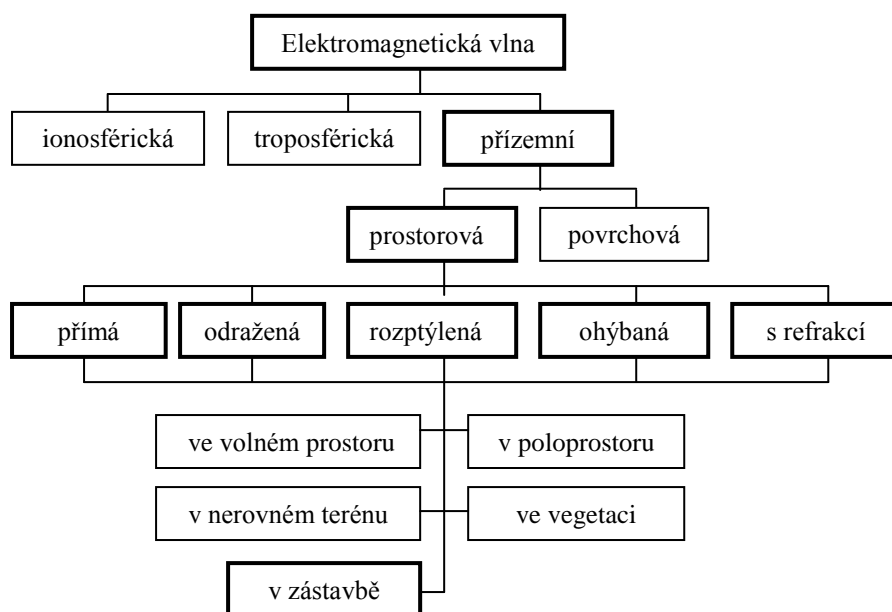 Elektromagnetická vlna
ionosférická
troposférická
přízemní
prostorová
povrchová
přímá
odražená
rozptýlená
ohýbaná
s refrakcí
ve volném prostoru
v poloprostoru
v nerovném terénu
ve vegetaci
v zástavbě